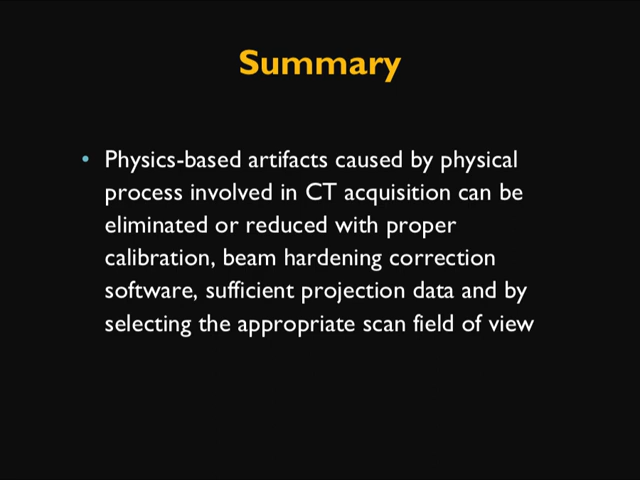 Summary
• Physics-based artifacts caused by physical
process involved in CT acquisition can be
eliminated or reduced with proper
calibration, beam hardening correction
software, sufficient projection data and by
selecting the appropriate scan field of view